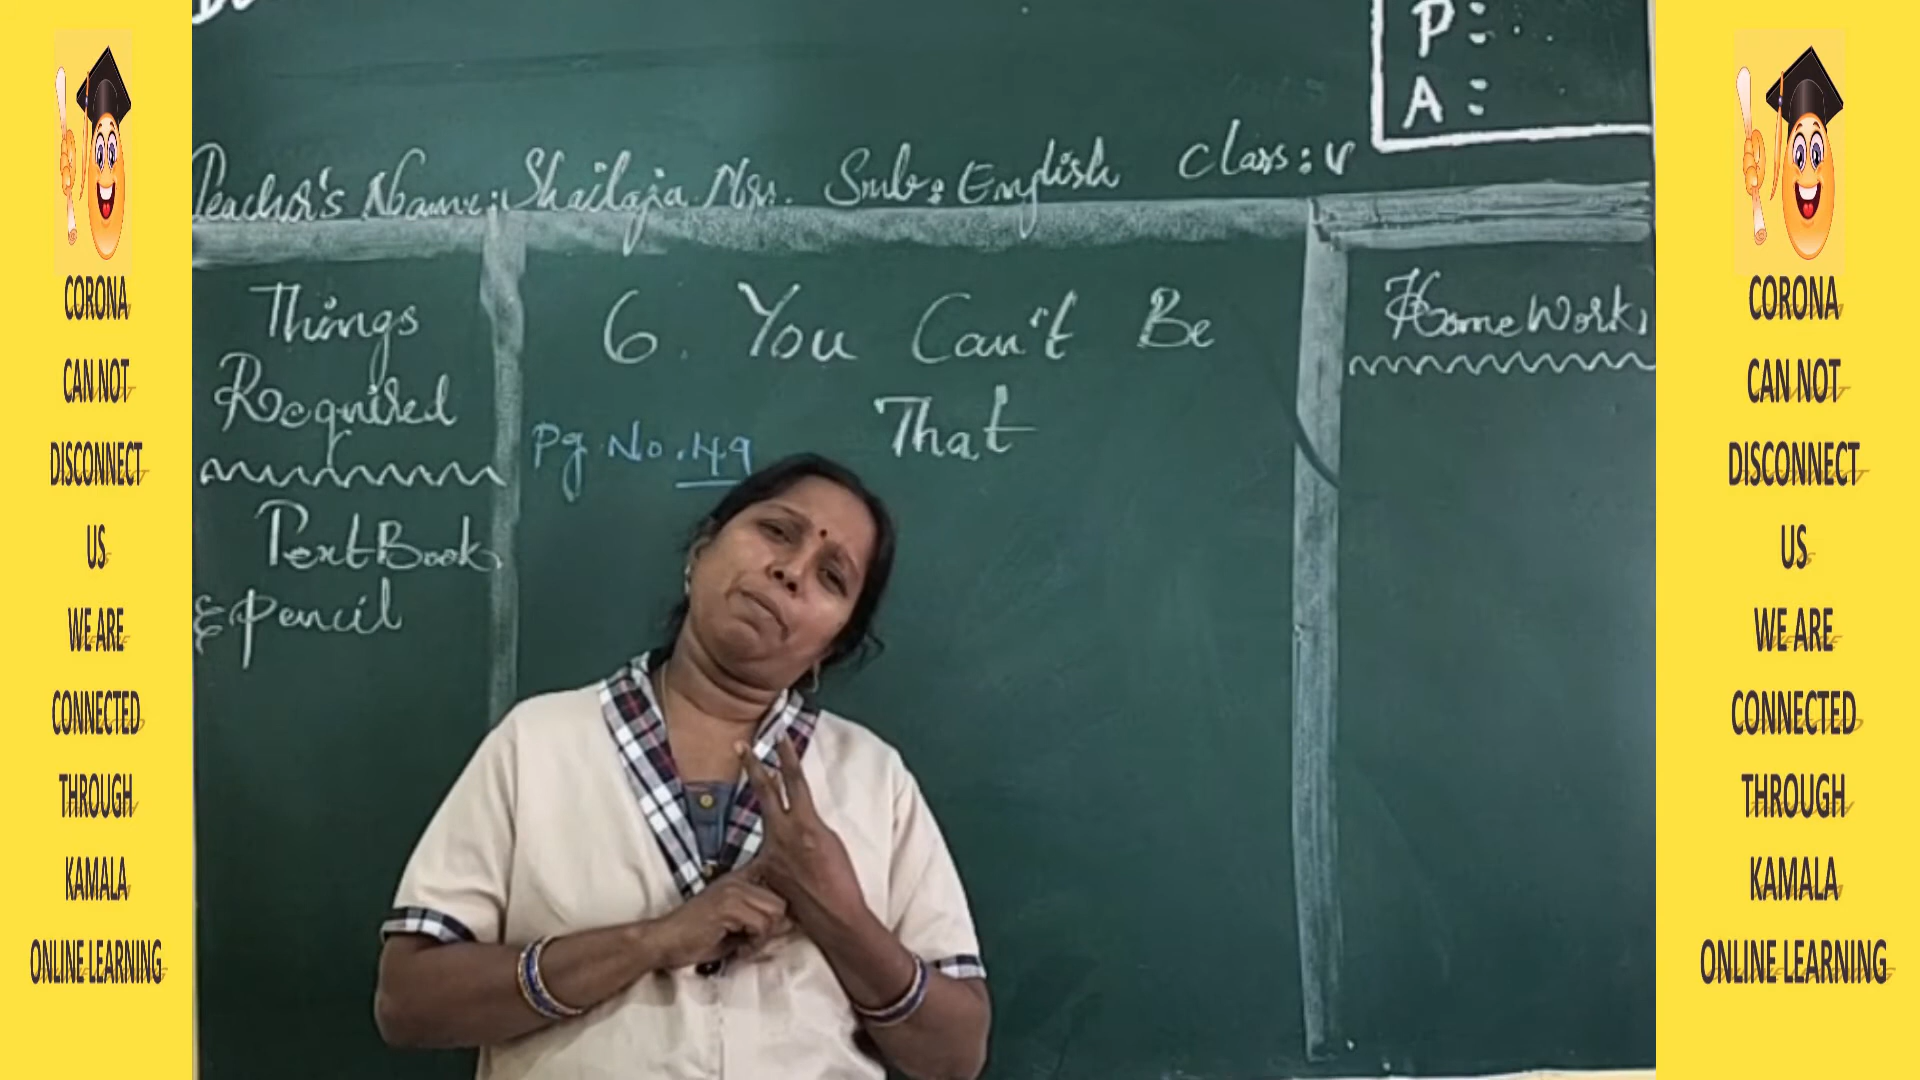 CORONA
CAN NOT
DISCONNECT
US
WE ARE
CONNECTED
THROUGH
KAMALA
ONLINE LEARNING
P:
A:
Teacher's Name: Shailaja Sub: English Class: V
Things
Required
Text Book
& pencil
6. You Can't Be
That
Pg. No. 49
Home Work
CORONA
CAN NOT
DISCONNECT
US
WE ARE
CONNECTED
THROUGH
KAMALA
ONLINE LEARNING